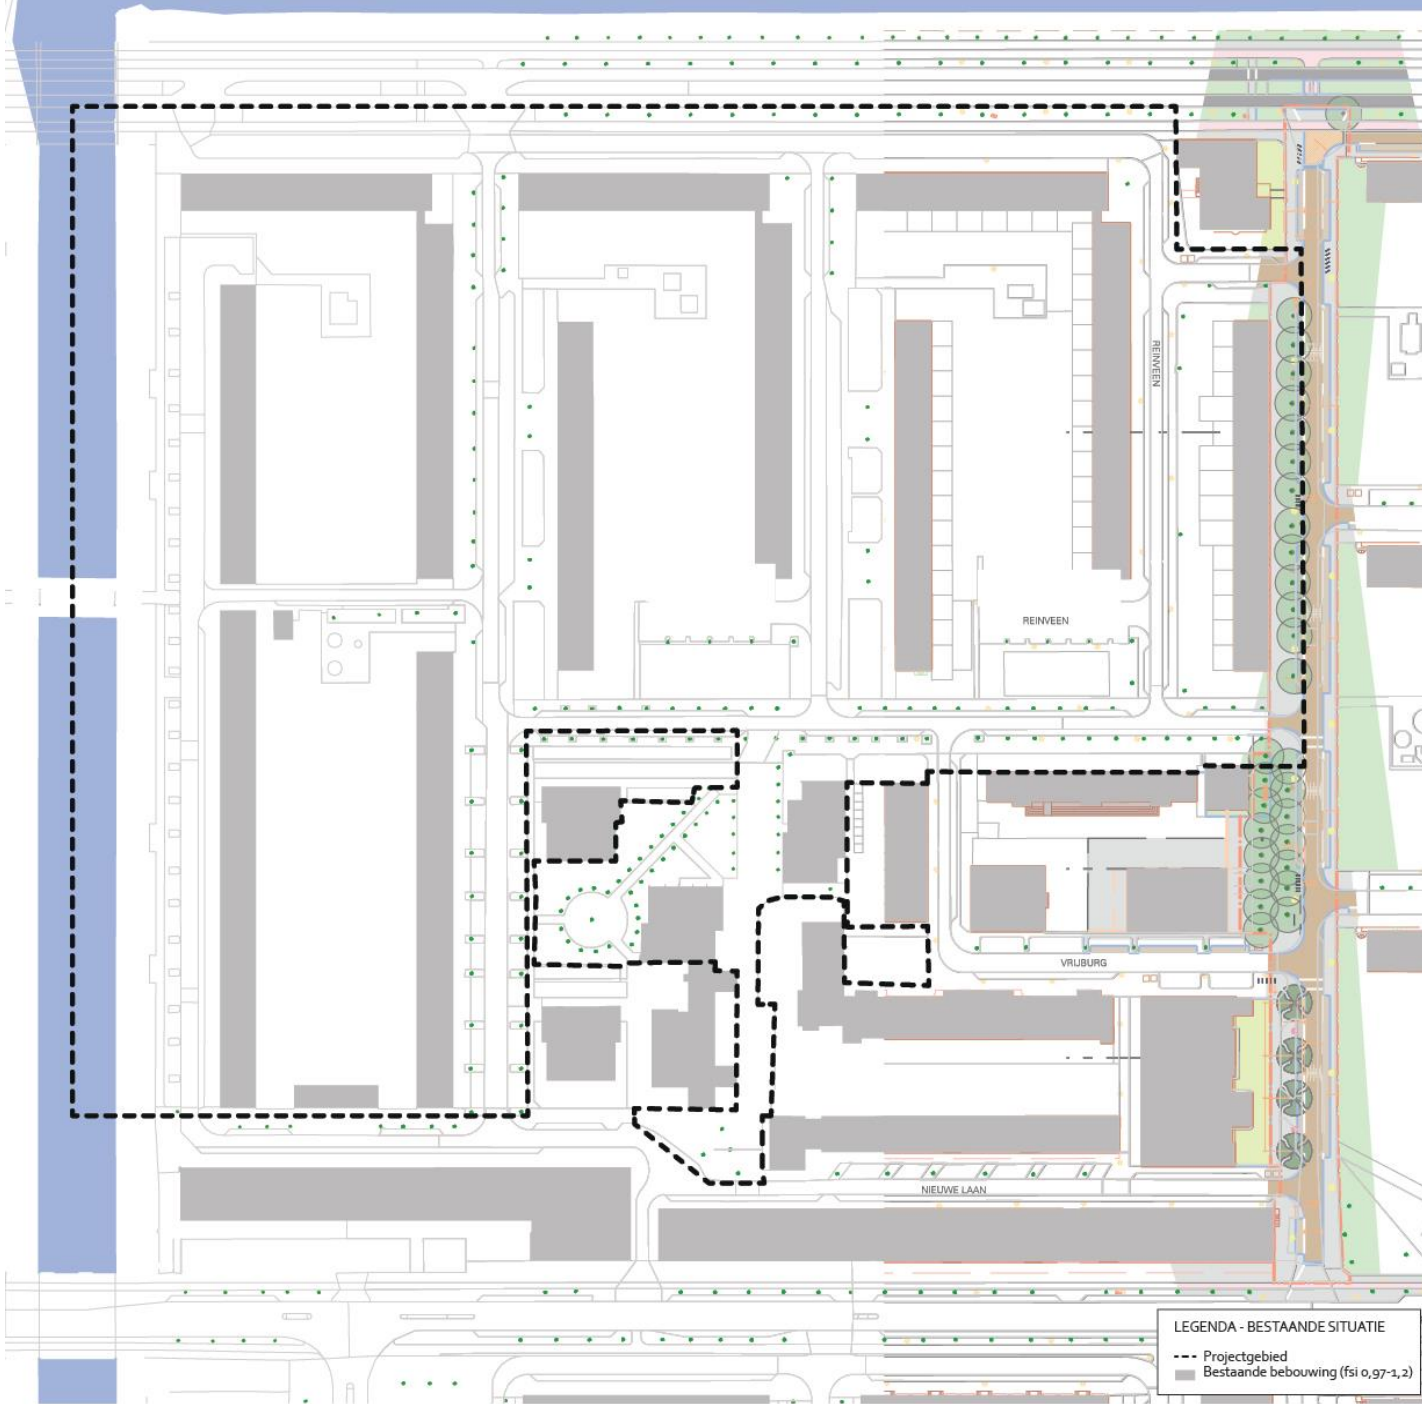 REINVEEN
REINVEEN
VRIJBURG
NIEUWE LAAN
LEGENDA - BESTAANDE SITUATIE
Projectgebied
Bestaande bebouwing (fsi 0,97-1,2)